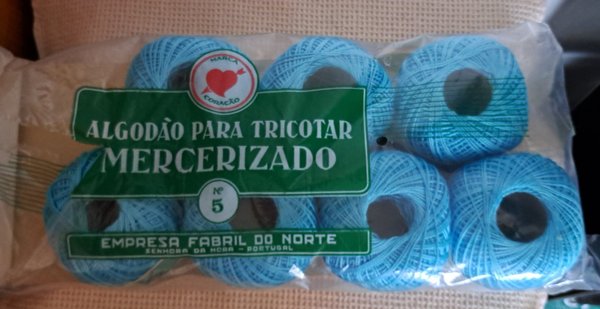 MARCA
CORAÇÃO
ALGODÃO PARA TRICOTAR
MERCERIZADO
Nº
5
EMPRESA FABRIL DO NORTE
SENHORA DA HORA - PORTUGAL